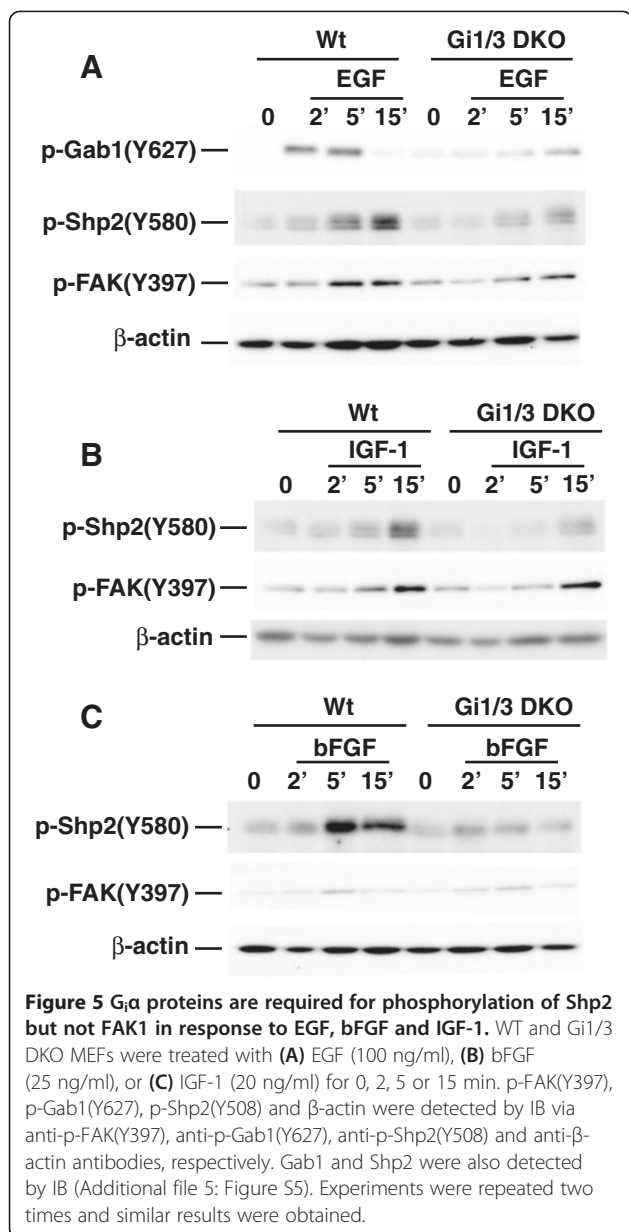 A
Wt Gi1/3 DKO
EGF EGF
0 2’ 5’ 15’ 0 2’ 5’ 15’
p-Gab1(Y627)
p-Shp2(Y580)
p-FAK(Y397)
β-actin
B
Wt Gi1/3 DKO
IGF-1 IGF-1
0 2’ 5’ 15’ 0 2’ 5’ 15’
p-Shp2(Y580)
p-FAK(Y397)
β-actin
C
Wt Gi1/3 DKO
bFGF bFGF
0 2’ 5’ 15’ 0 2’ 5’ 15’
p-Shp2(Y580)
p-FAK(Y397)
β-actin
Figure 5 Giα proteins are required for phosphorylation of Shp2
but not FAK1 in response to EGF, bFGF and IGF-1. WT and Gi1/3
DKO MEFs were treated with (A) EGF (100 ng/ml), (B) bFGF
(25 ng/ml), or (C) IGF-1 (20 ng/ml) for 0, 2, 5 or 15 min. p-FAK(Y397),
p-Gab1(Y627), p-Shp2(Y508) and β-actin were detected by IB via
anti-p-FAK(Y397), anti-p-Gab1(Y627), anti-p-Shp2(Y508) and anti-β-
actin antibodies, respectively. Gab1 and Shp2 were also detected
by IB (Additional file 5: Figure S5). Experiments were repeated two
times and similar results were obtained.